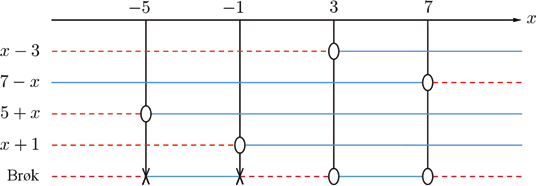 −5 −1 3 7
x
x − 3
7 − x
5 + x
x + 1
Brøk